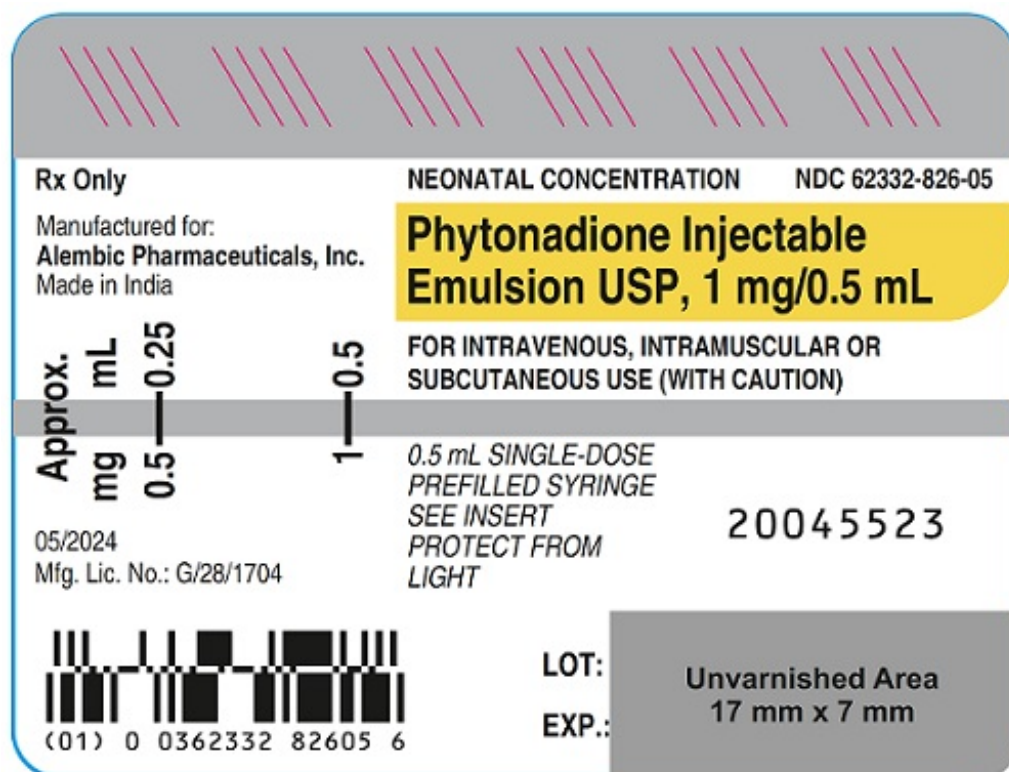 Rx Only
Manufactured for:
Alembic Pharmaceuticals, Inc.
Made in India
NEONATAL CONCENTRATION NDC 62332-826-05
Phytonadione Injectable
Emulsion USP, 1 mg/0.5 mL
FOR INTRAVENOUS, INTRAMUSCULAR OR
SUBCUTANEOUS USE (WITH CAUTION)
Approx.
mg mL
0.5 0.25
1 0.5
0.5 mL SINGLE-DOSE
PREFILLED SYRINGE
SEE INSERT
PROTECT FROM
LIGHT
20045523
05/2024
Mfg. Lic. No.: G/28/1704
(01) 0 0362332 82605 6
LOT:
EXP.:
Unvarnished Area
17 mm x 7 mm